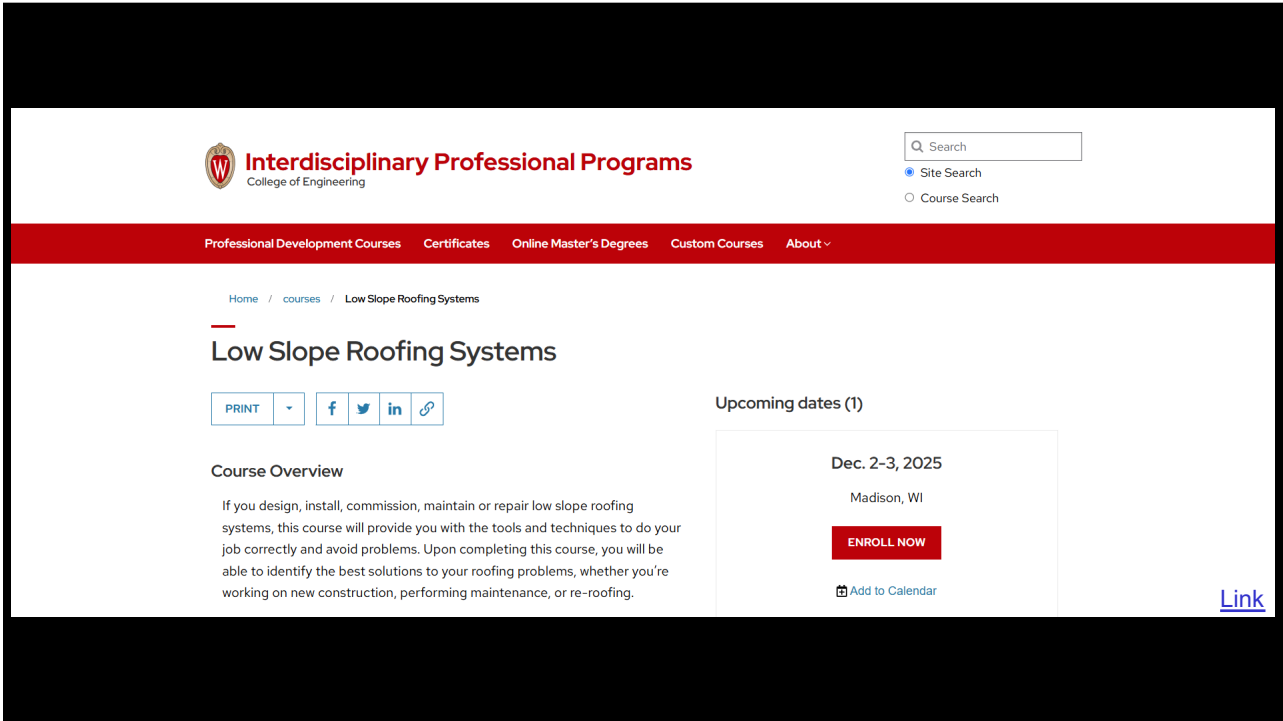 Interdisciplinary Professional Programs
College of Engineering
Search
Site Search
Course Search
Professional Development Courses Certificates Online Master's Degrees Custom Courses About
Home / courses / Low Slope Roofing Systems
Low Slope Roofing Systems
PRINT
Upcoming dates (1)
Course Overview
If you design, install, commission, maintain or repair low slope roofing
systems, this course will provide you with the tools and techniques to do your
job correctly and avoid problems. Upon completing this course, you will be
able to identify the best solutions to your roofing problems, whether you're
working on new construction, performing maintenance, or re-roofing.
Dec. 2-3, 2025
Madison, WI
ENROLL NOW
Add to Calendar
Link